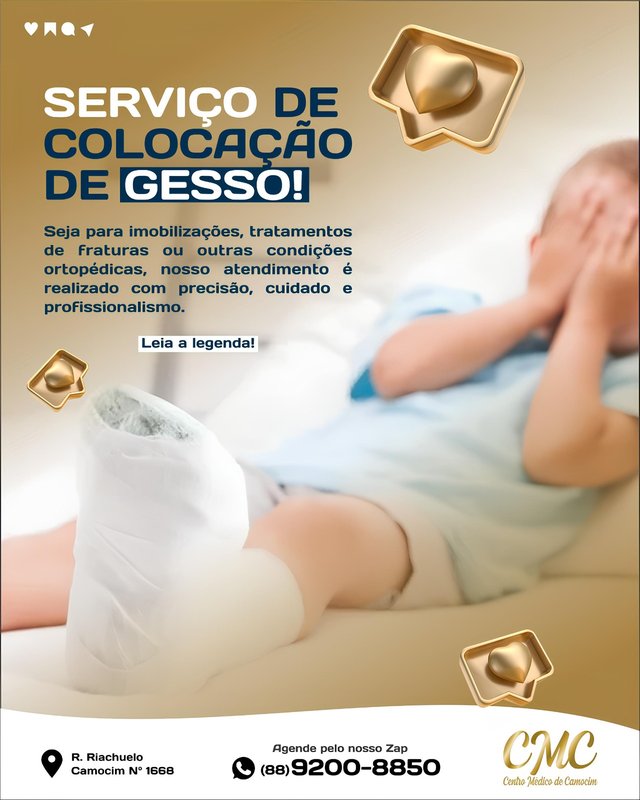 SERVIÇO DE
COLOCAÇÃO
DE GESSO!
Seja para imobilizações, tratamentos
de fraturas ou outras condições
ortopédicas, nosso atendimento é
realizado com precisão, cuidado e
profissionalismo.
Leia a legenda!
R. Riachuelo
Camocim Nº 1668
Agende pelo nosso Zap
(88)9200-8850
CMC
Centro Médico de Camocim